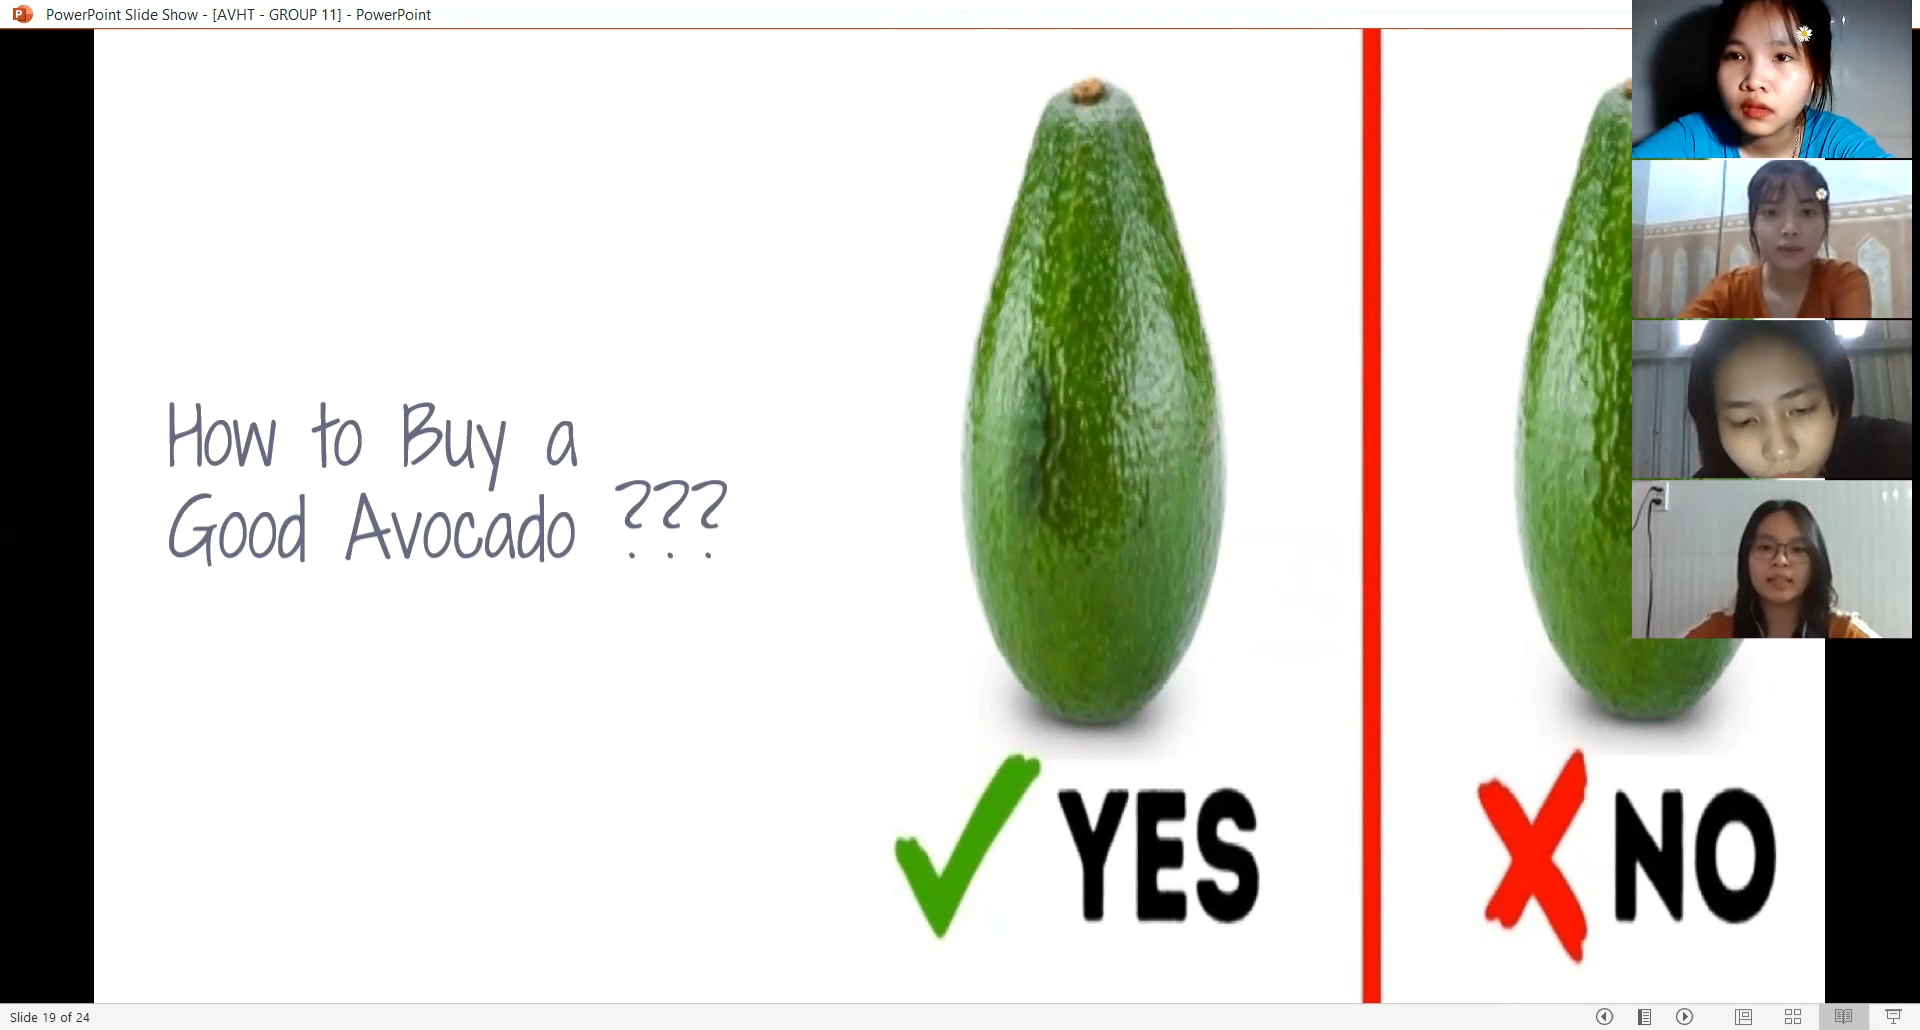 PowerPoint Slide Show - [AVHT - GROUP 11] - PowerPoint
How to Buy a
Good Avocado ???
YES
NO
Slide 19 of 24